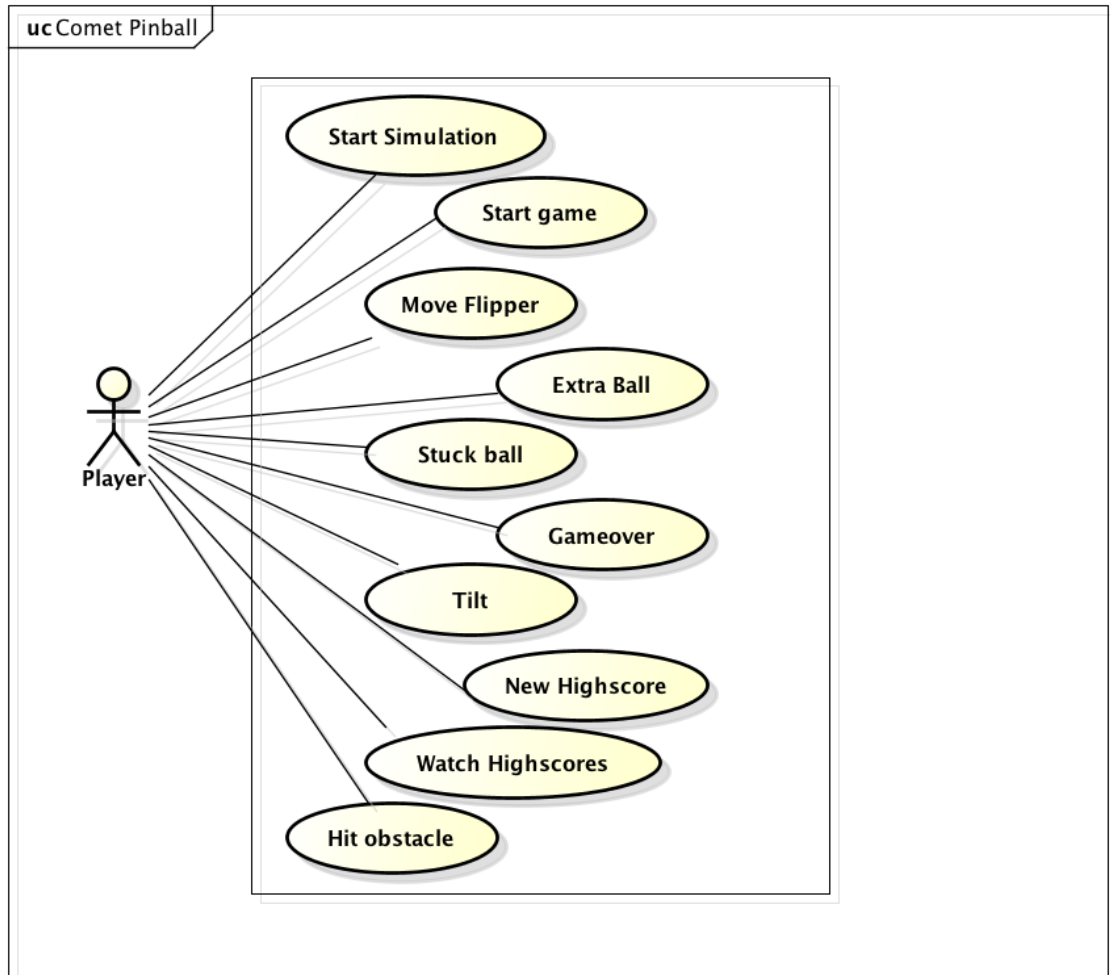 uc Comet Pinball
Start Simulation
Start game
Move Flipper
Extra Ball
Stuck ball
Player
Gameover
Tilt
New Highscore
Watch Highscores
Hit obstacle